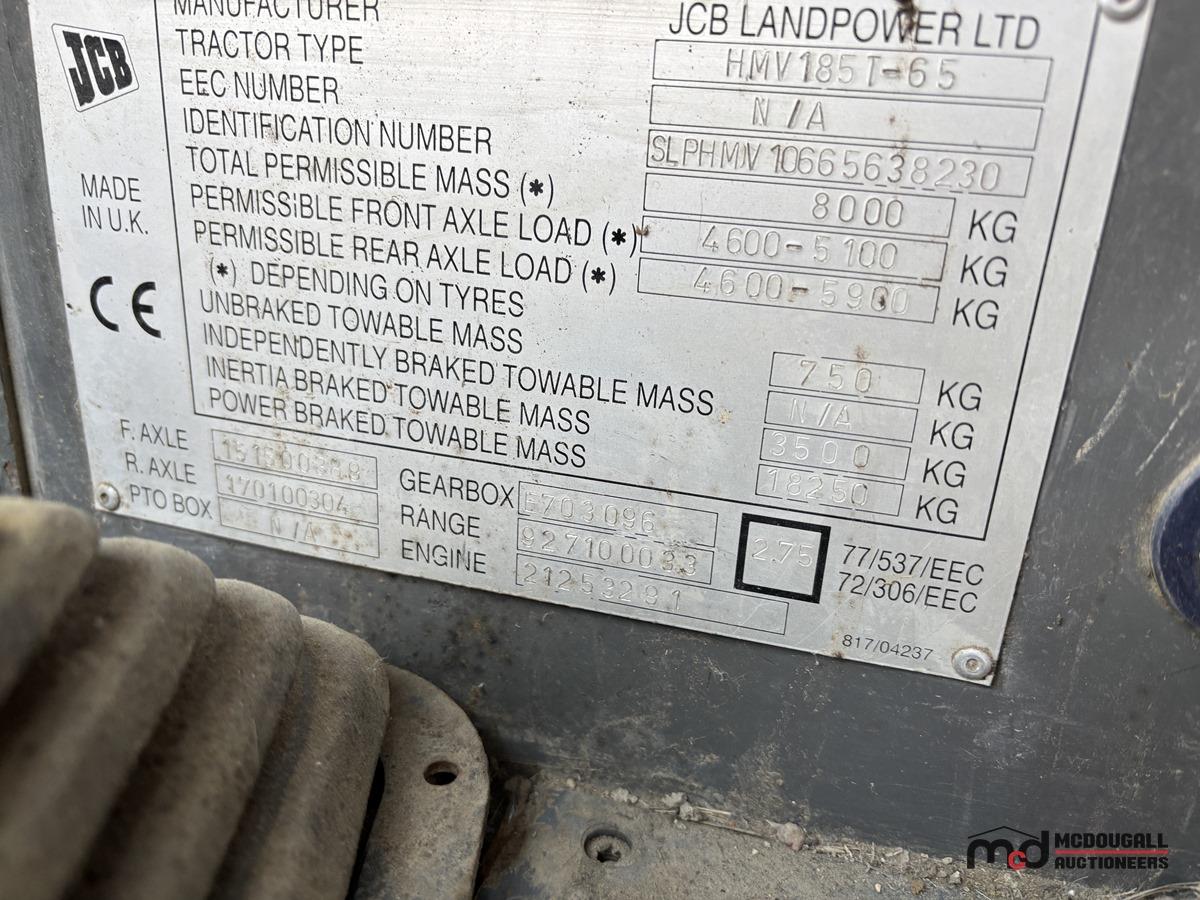 MANUFACTURER JCB LANDPOWER LTD
JCB
TRACTOR TYPE HMV185T-65
EEC NUMBER N/A
IDENTIFICATION NUMBER SLPHMV10665638230
TOTAL PERMISSIBLE MASS (*) 8000 KG
PERMISSIBLE FRONT AXLE LOAD (*) 4600-5100 KG
PERMISSIBLE REAR AXLE LOAD (*) 4600-5900 KG
(*) DEPENDING ON TYRES
MADE
IN U.K.
CE
UNBRAKED TOWABLE MASS 750 KG
INDEPENDENTLY BRAKED TOWABLE MASS N/A KG
INERTIA BRAKED TOWABLE MASS 3500 KG
POWER BRAKED TOWABLE MASS 18250 KG
F. AXLE
R. AXLE
PTO BOX N/A
GEARBOX
RANGE 927100033
ENGINE 21253291
2.75
77/537/EEC
72/306/EEC
817/04237
mcd MCDOUGALL
AUCTIONEERS